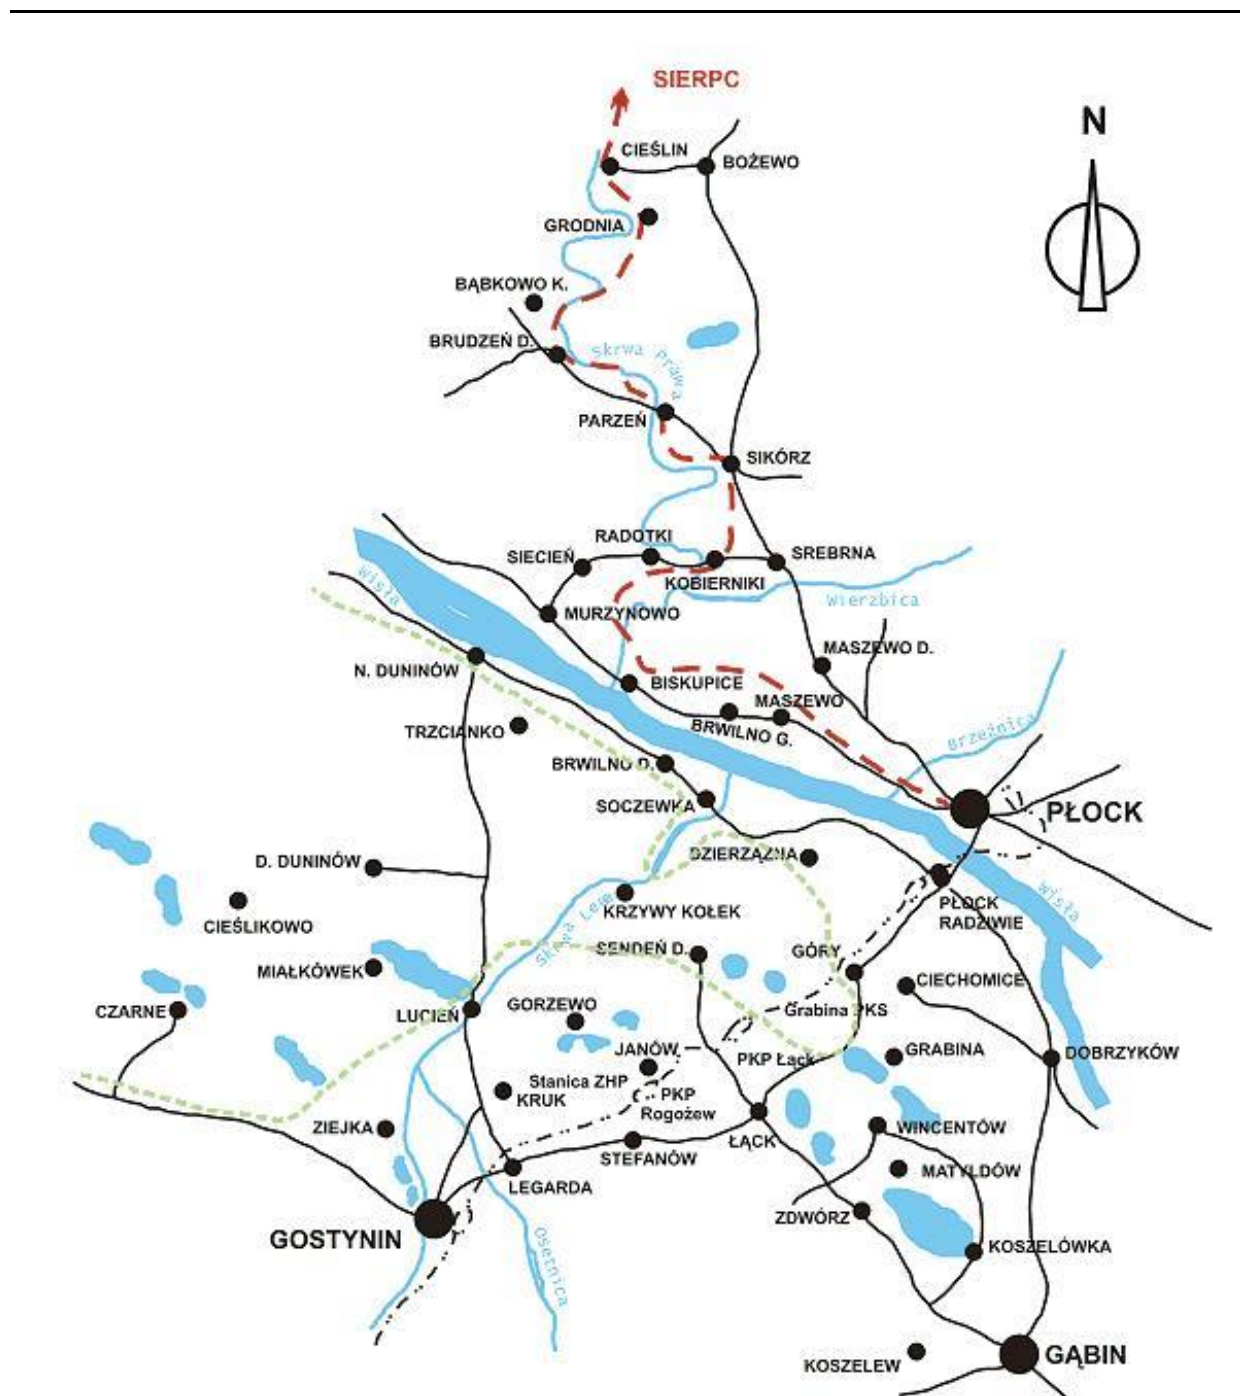 SIERPC
N
CIEŚLIN
BOŻEWO
GRODNIA
BĄBKOWO K.
BRUDZEŃ D.
Skrwa Prawa
PARZEŃ
SIKÓRZ
RADOTKI
SIECIEŃ
SREBRNA
KOBIERNIKI
Wisła
Wierzbica
MURZYNOWO
MASZEWO D.
N. DUNINÓW
BISKUPICE
MASZEWO
BRWILNO G.
TRZCIANKO
Brzeźnica
BRWILNO D.
SOCZEWKA
PŁOCK
D. DUNINÓW
DZIERZĄZNA
CIEŚLIKOWO
KRZYWY KOŁEK
PŁOCK
RADZIWIE
Wisła
Skrwa Lewa
SENDEŃ D.
GÓRY
MIAŁKÓWEK
CIECHOMICE
CZARNE
LUCIEŃ
GORZEWO
Grabina PKS
JANÓW
PKP Łąck
GRABINA
DOBRZYKÓW
Stanica ZHP
KRUK
PKP
Rogożew
ZIEJKA
WINCENTÓW
ŁĄCK
STEFANÓW
MATYLDÓW
LEGARDA
ZDWÓRZ
GOSTYNIN
KOSZELÓWKA
Osetnica
GĄBIN
KOSZELEW